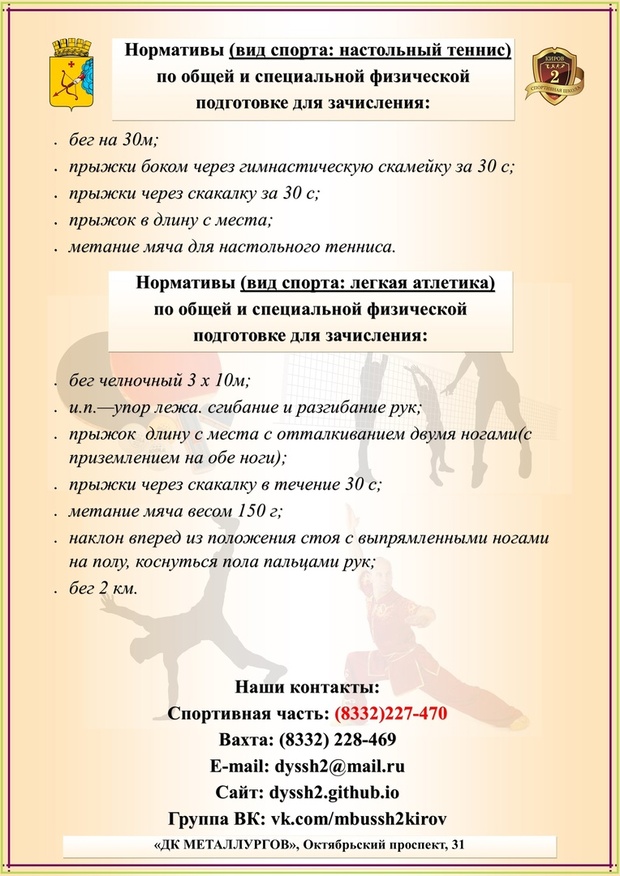 Нормативы (вид спорта: настольный теннис)
по общей и специальной физической
подготовке для зачисления:
КИРОВ
2
СПОРТИВНАЯ ШКОЛА
• бег на 30м;
• прыжки боком через гимнастическую скамейку за 30 с;
• прыжки через скакалку за 30 с;
• прыжок в длину с места;
• метание мяча для настольного тенниса.
Нормативы (вид спорта: легкая атлетика)
по общей и специальной физической
подготовке для зачисления:
• бег челночный 3 х 10м;
• и.п.—упор лежа. сгибание и разгибание рук;
• прыжок длину с места с отталкиванием двумя ногами(с
приземлением на обе ноги);
• прыжки через скакалку в течение 30 с;
• метание мяча весом 150 г;
• наклон вперед из положения стоя с выпрямленными ногами
на полу, коснуться пола пальцами рук;
• бег 2 км.
Наши контакты:
Спортивная часть: (8332)227-470
Вахта: (8332) 228-469
E-mail: dyssh2@mail.ru
Сайт: dyssh2.github.io
Группа ВК: vk.com/mbussh2kirov
«ДК МЕТАЛЛУРГОВ», Октябрьский проспект, 31